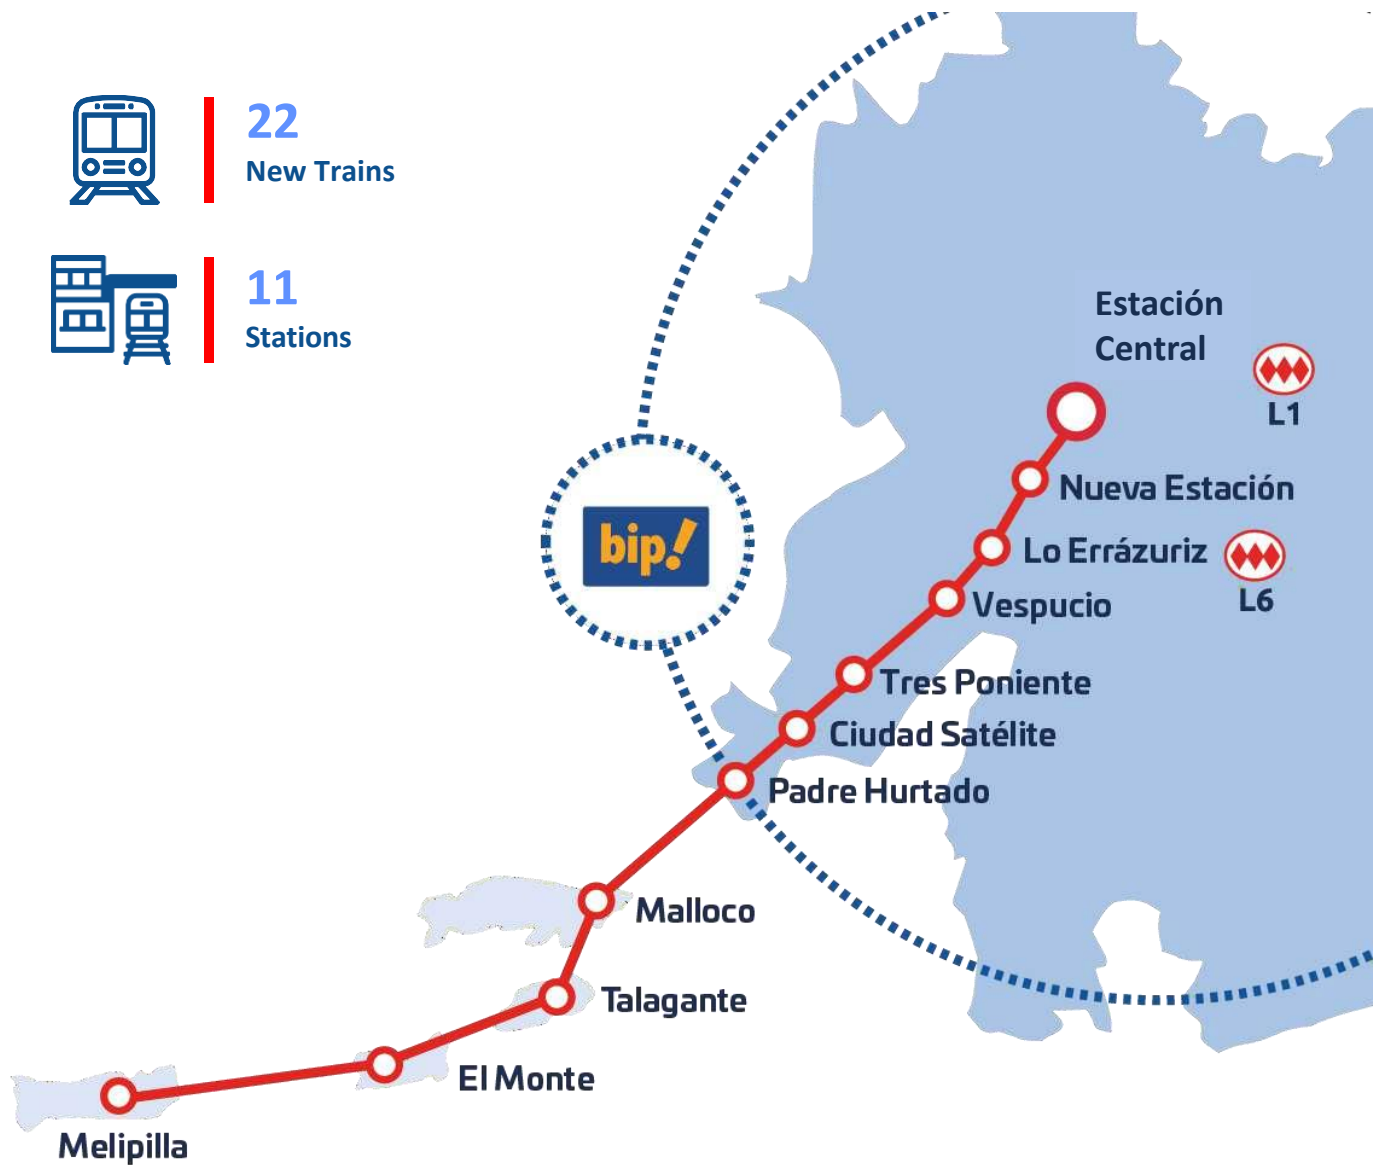 22
New Trains
11
Stations
Estación
Central
L1
Nueva Estación
Lo Errázuriz
L6
bip!
Vespucio
Tres Poniente
Ciudad Satélite
Padre Hurtado
Malloco
Talagante
El Monte
Melipilla